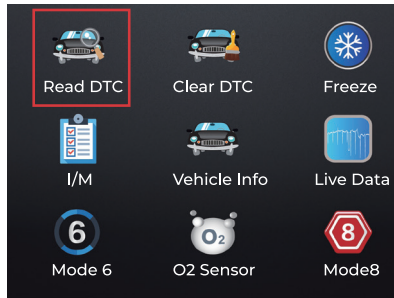 Read DTC
Clear DTC
Freeze
I/M
Vehicle Info
Live Data
6
Mode 6
O2
O2 Sensor
8
Mode8